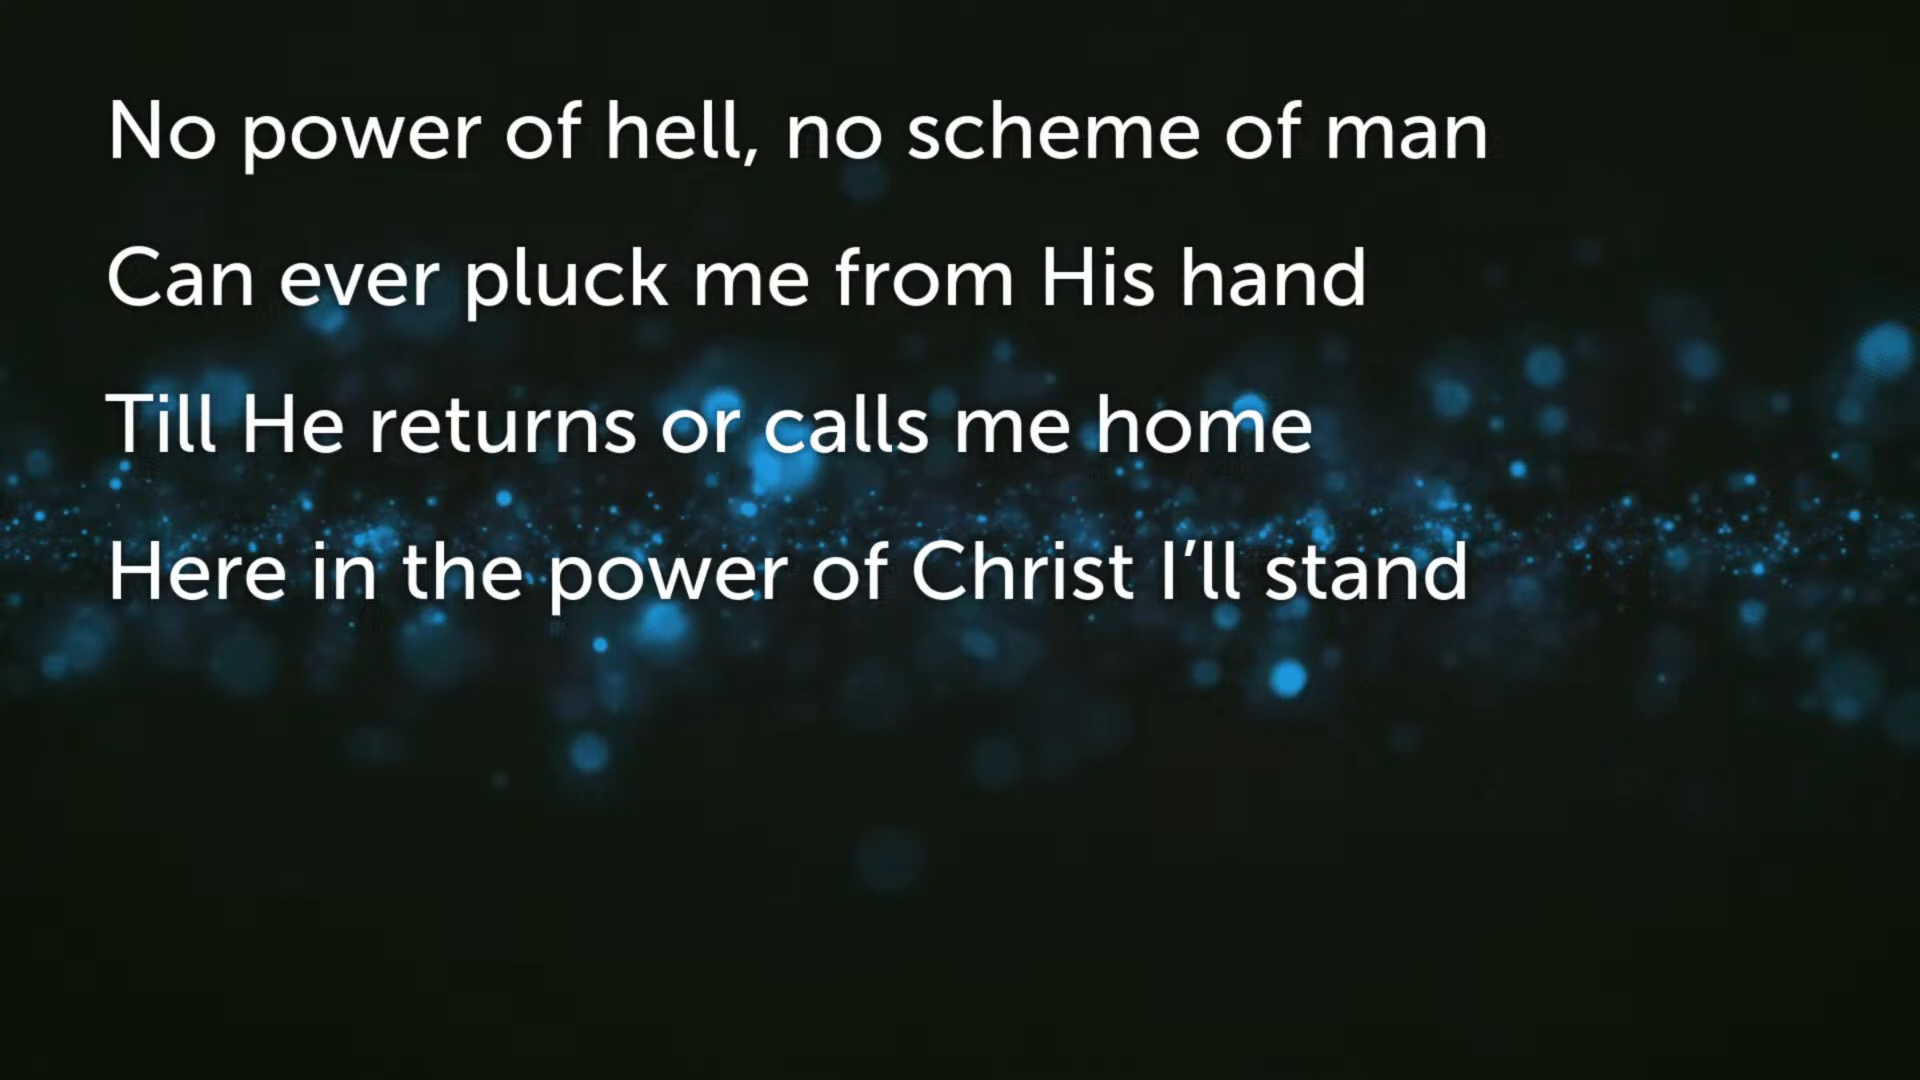 No power of hell, no scheme of man
Can ever pluck me from His hand
Till He returns or calls me home
Here in the power of Christ I’ll stand